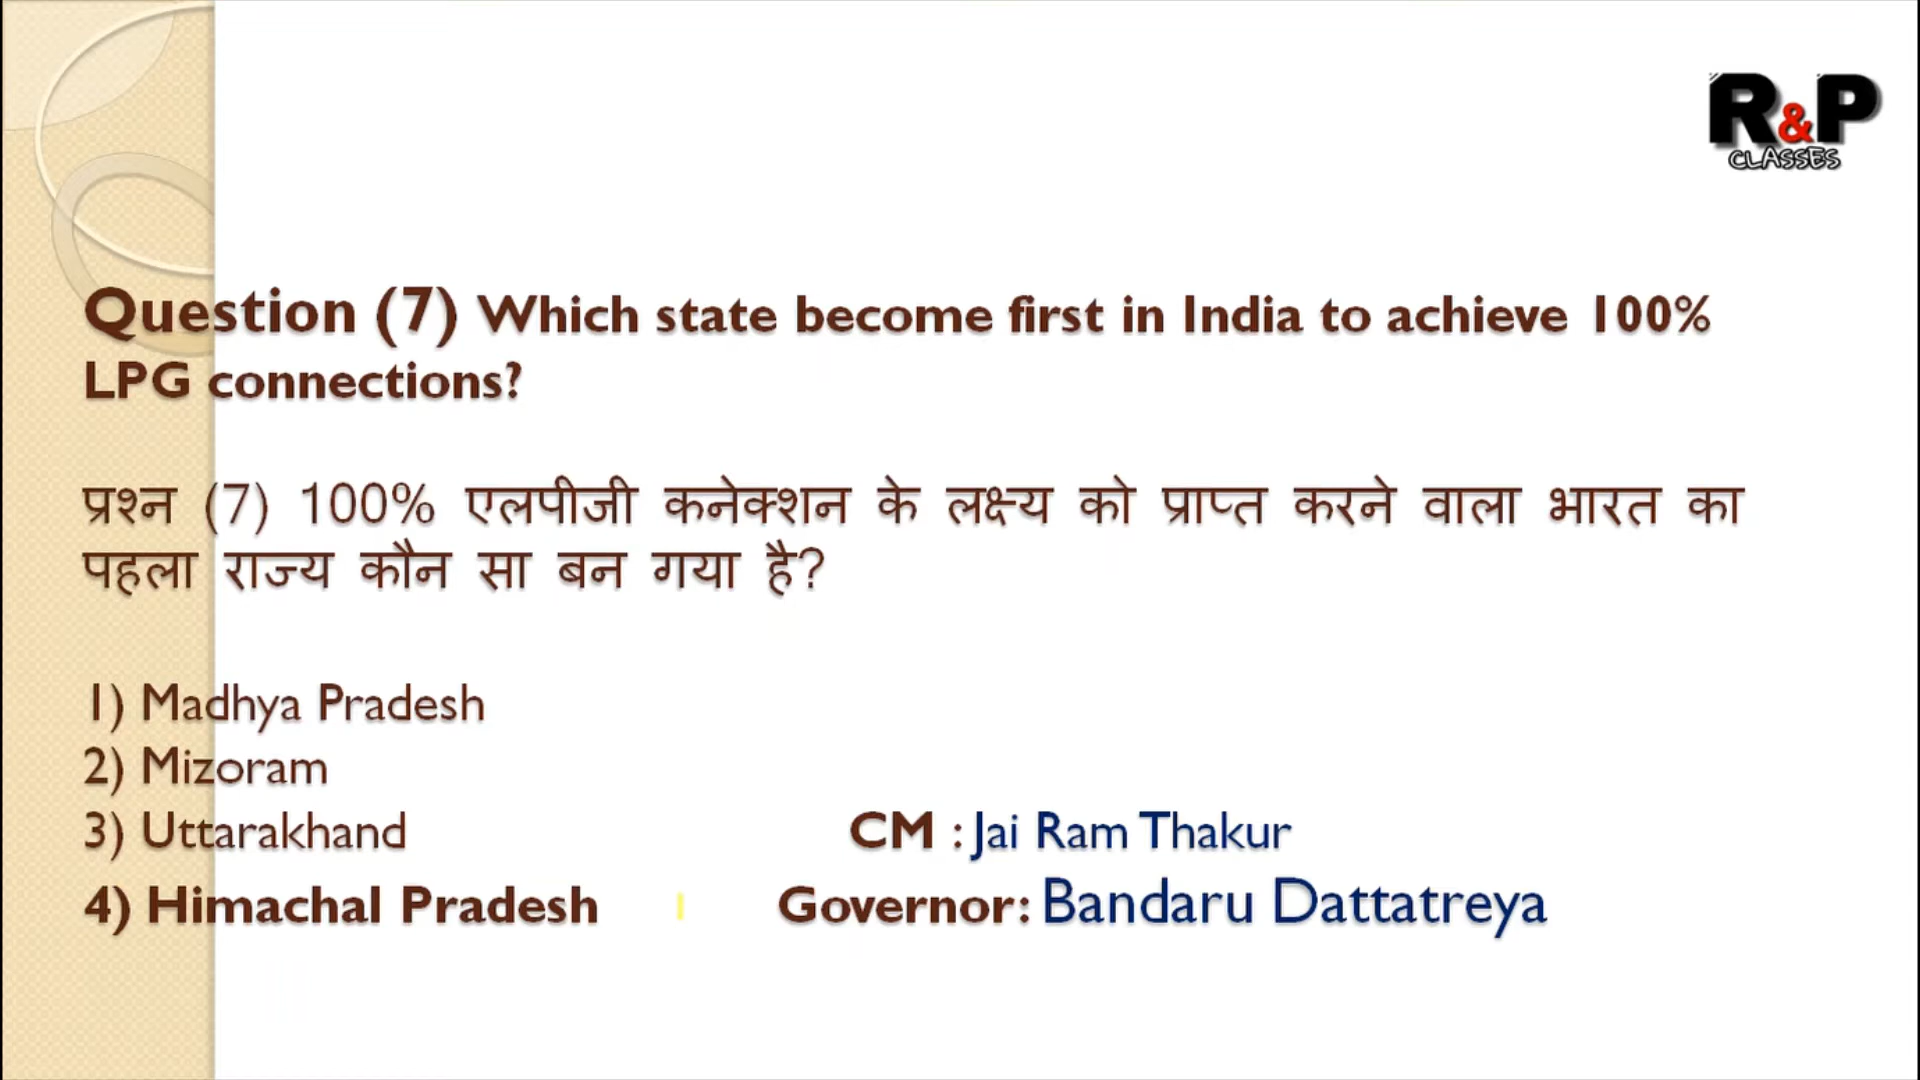 R&P
CLASSES
Question (7) Which state become first in India to achieve 100%
LPG connections?
प्रश्न (7) 100% एलपीजी कनेक्शन के लक्ष्य को प्राप्त करने वाला भारत का
पहला राज्य कौन सा बन गया है?
1) Madhya Pradesh
2) Mizoram
3) Uttarakhand CM : Jai Ram Thakur
4) Himachal Pradesh Governor: Bandaru Dattatreya